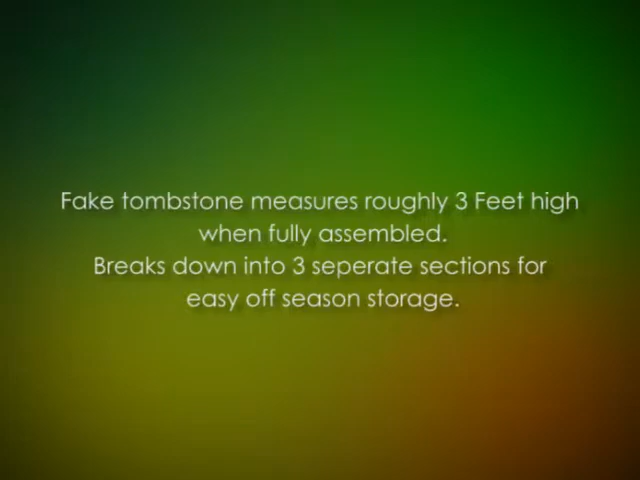 Fake tombstone measures roughly 3 Feet high
when fully assembled.
Breaks down into 3 seperate sections for
easy off season storage.